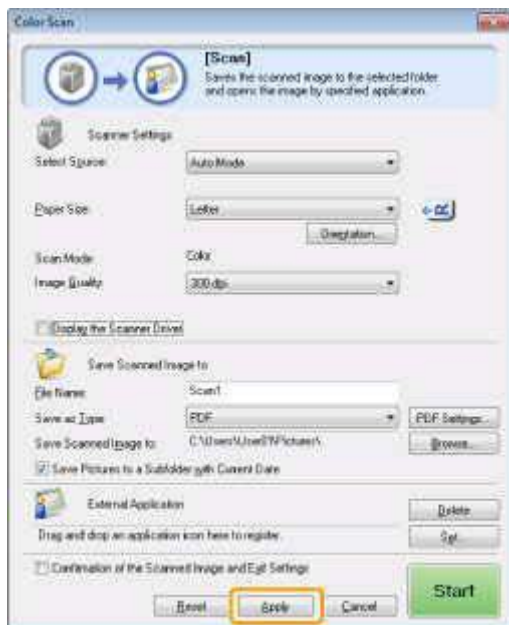 Color Scan
[Scan]
Saves the scanned image to the selected folder
and opens the image by specified application.
Scanner Settings
Select Source: Auto Mode
Paper Size: Letter
Orientation...
Scan Mode: Color
Image Quality: 300 dpi
Display the Scanner Driver
Save Scanned Image to
File Name: Scan1
Save as Type: PDF PDF Settings...
Save Scanned Image to: C:\Users\User01\Pictures\ Browse...
Save Pictures to a Subfolder with Current Date
External Application Delete
Drag and drop an application icon here to register. Set...
Confirmation of the Scanned Image and Exit Settings
Start
Reset Apply Cancel